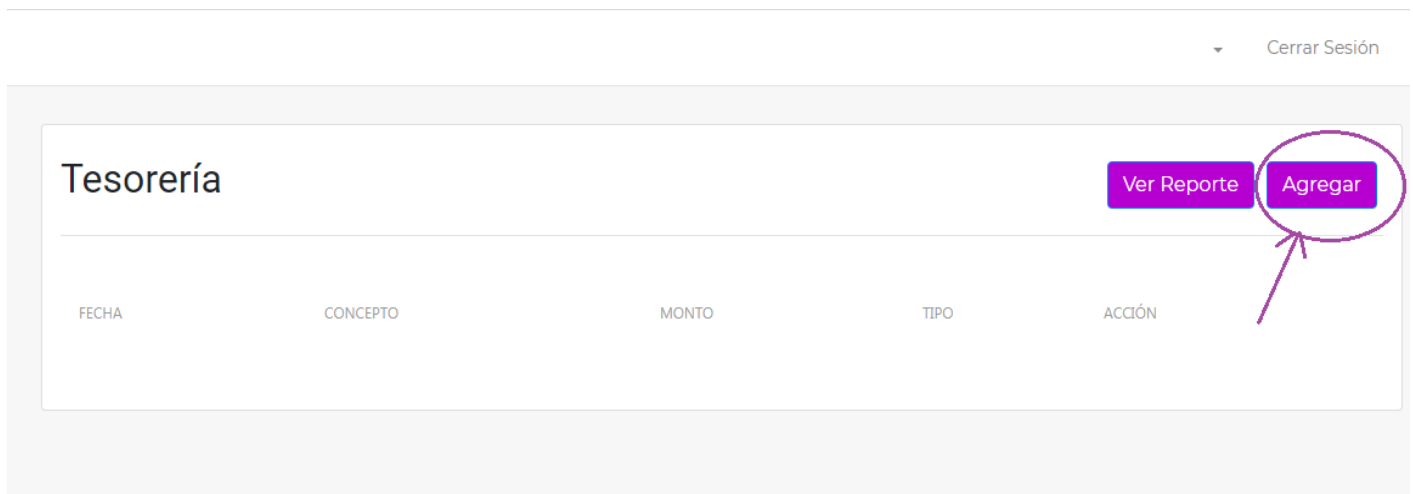 Cerrar Sesión
Tesorería Ver Reporte Agregar
FECHA CONCEPTO MONTO TIPO ACCIÓN